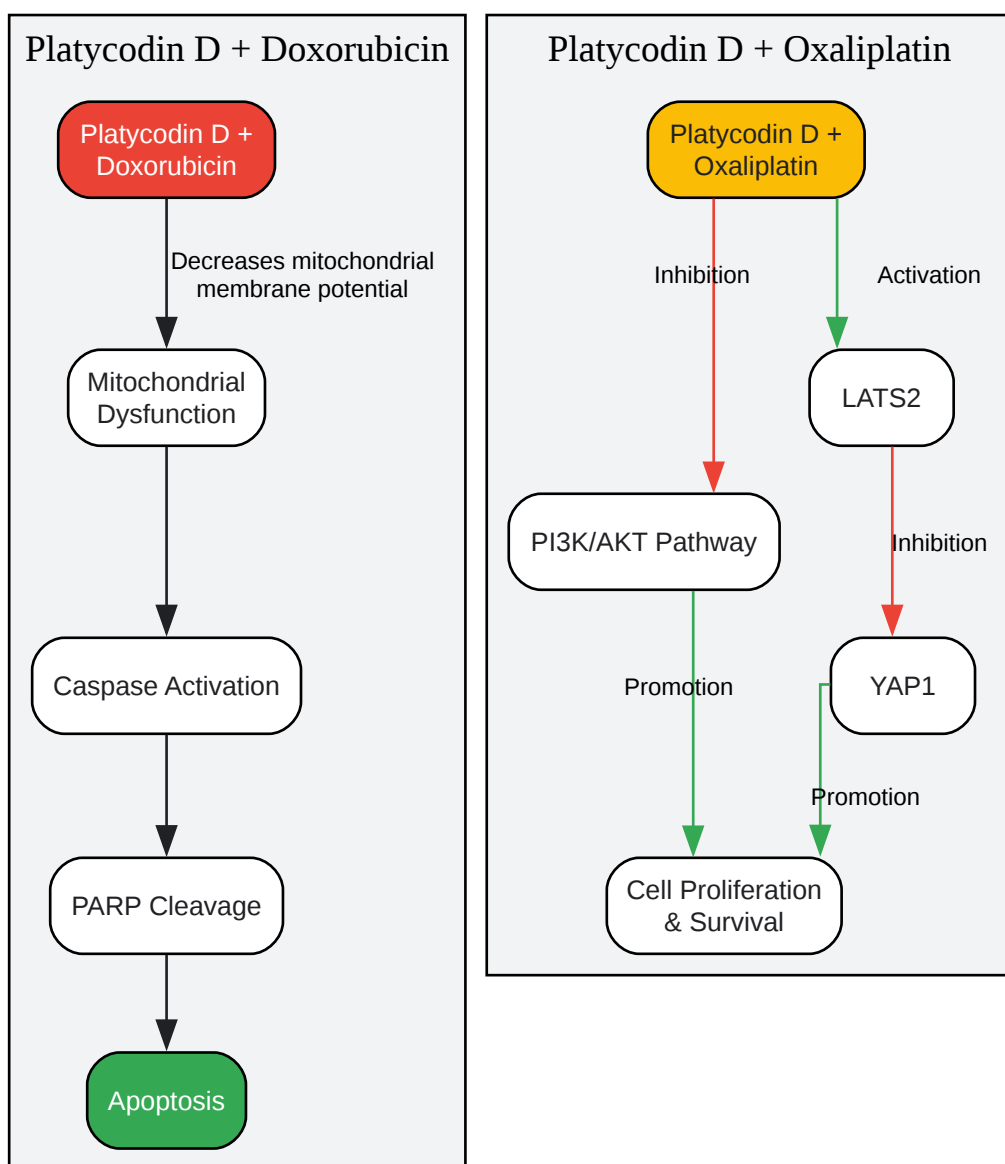 Platycodin D + Doxorubicin
Platycodin D +
Doxorubicin
Decreases mitochondrial
membrane potential
Mitochondrial
Dysfunction
Caspase Activation
PARP Cleavage
Apoptosis
Platycodin D + Oxaliplatin
Platycodin D +
Oxaliplatin
Inhibition
Activation
LATS2
PI3K/AKT Pathway
Inhibition
Promotion
YAP1
Promotion
Cell Proliferation
& Survival